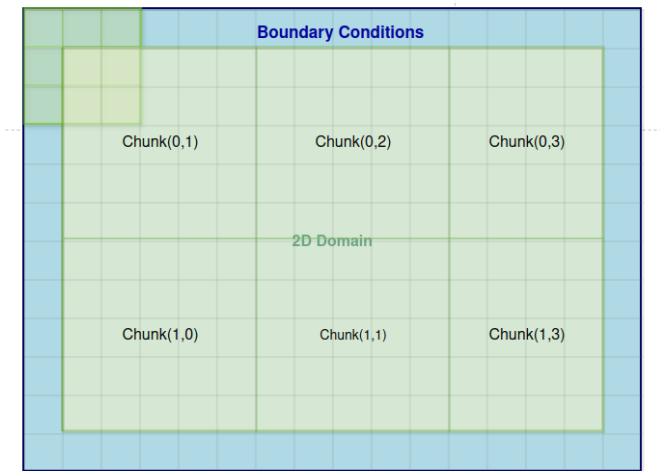 Boundary Conditions
Chunk(0,1)
Chunk(0,2)
Chunk(0,3)
2D Domain
Chunk(1,0)
Chunk(1,1)
Chunk(1,3)